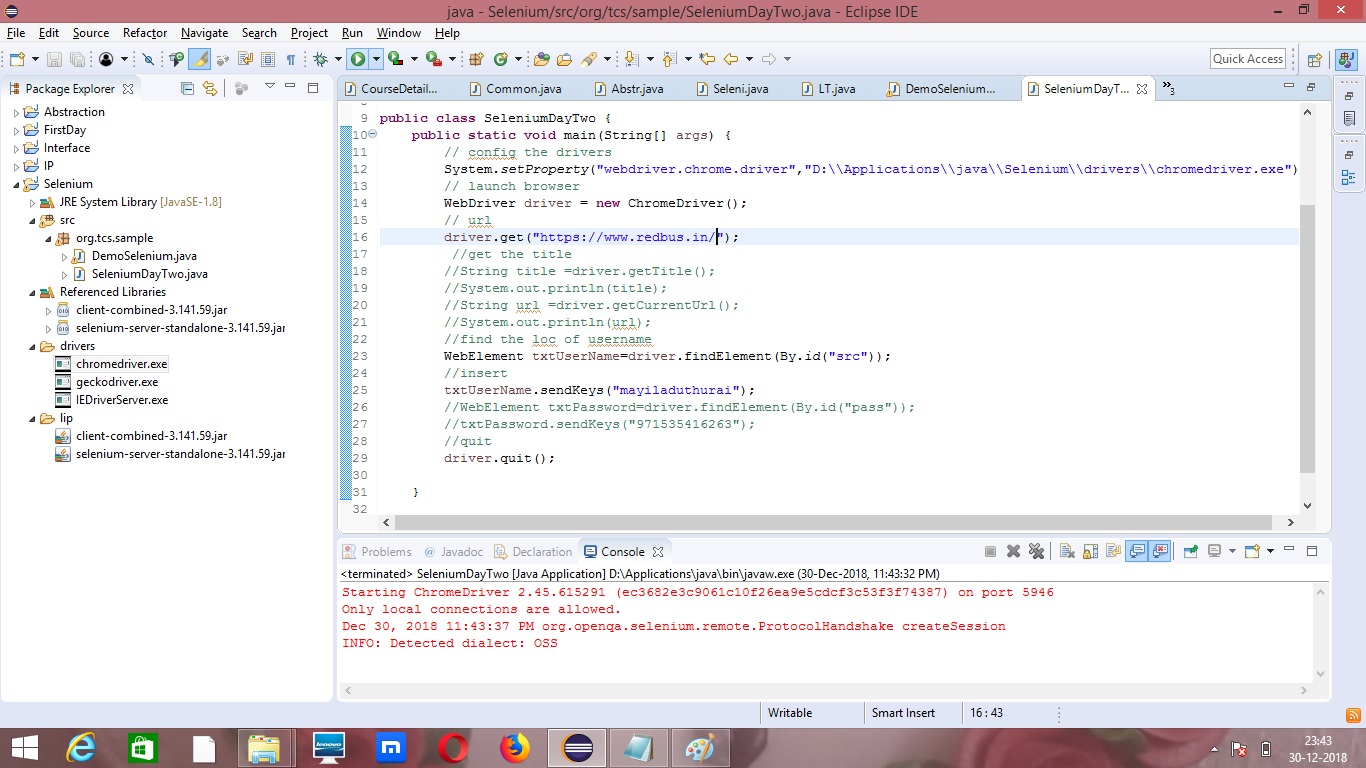 java - Selenium/src/org/tcs/sample/SeleniumDayTwo.java - Eclipse IDE
File Edit Source Refactor Navigate Search Project Run Window Help
Quick Access
Package Explorer
Abstraction
FirstDay
Interface
IP
Selenium
JRE System Library [JavaSE-1.8]
src
org.tcs.sample
DemoSelenium.java
SeleniumDayTwo.java
Referenced Libraries
client-combined-3.141.59.jar
selenium-server-standalone-3.141.59.jar
drivers
chromedriver.exe
geckodriver.exe
IEDriverServer.exe
lip
client-combined-3.141.59.jar
selenium-server-standalone-3.141.59.jar
CourseDetail... Common.java Abstr.java Seleni.java LT.java DemoSelenium... SeleniumDayT... 3
9 public class SeleniumDayTwo {
10 public static void main(String[] args) {
11 // config the drivers
12 System.setProperty("webdriver.chrome.driver","D:\\Applications\\java\\Selenium\\drivers\\chromedriver.exe")
13 // launch browser
14 WebDriver driver = new ChromeDriver();
15 // url
16 driver.get("https://www.redbus.in/");
17 //get the title
18 //String title =driver.getTitle();
19 //System.out.println(title);
20 //String url =driver.getCurrentUrl();
21 //System.out.println(url);
22 //find the loc of username
23 WebElement txtUserName=driver.findElement(By.id("src"));
24 //insert
25 txtUserName.sendKeys("mayiladuthurai");
26 //WebElement txtPassword=driver.findElement(By.id("pass"));
27 //txtPassword.sendKeys("971535416263");
28 //quit
29 driver.quit();
30
31 }
32
Problems @ Javadoc Declaration Console
<terminated> SeleniumDayTwo [Java Application] D:\Applications\java\bin\javaw.exe (30-Dec-2018, 11:43:32 PM)
Starting ChromeDriver 2.45.615291 (ec3682e3c9061c10f26ea9e5cdcf3c53f3f74387) on port 5946
Only local connections are allowed.
Dec 30, 2018 11:43:37 PM org.openqa.selenium.remote.ProtocolHandshake createSession
INFO: Detected dialect: OSS
Writable Smart Insert 16 : 43
lenovo
23:43
30-12-2018